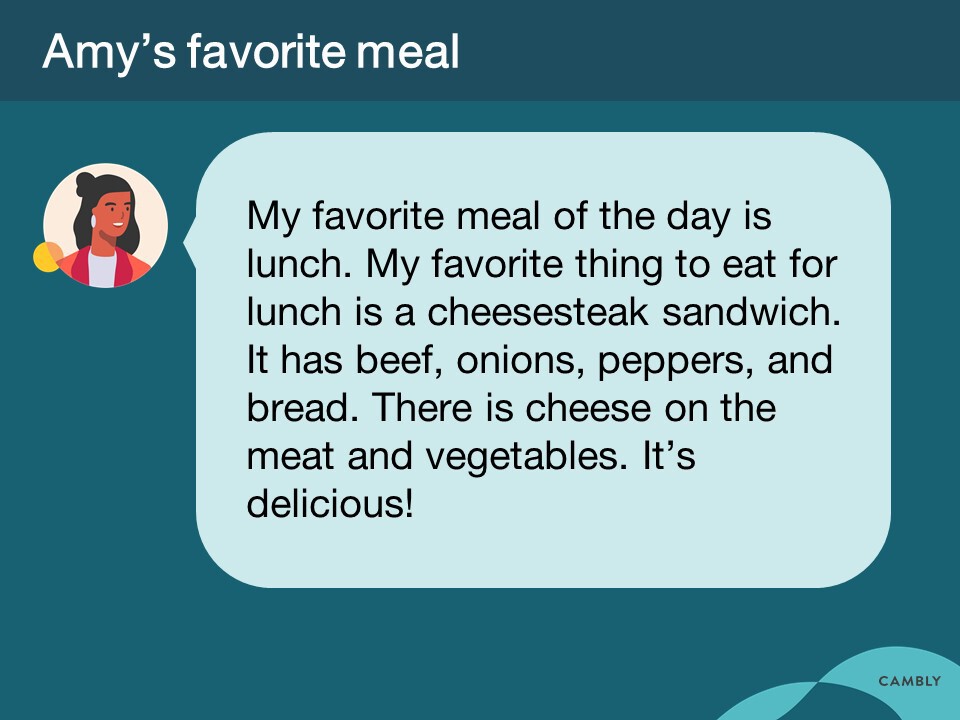 Amy’s favorite meal
My favorite meal of the day is
lunch. My favorite thing to eat for
lunch is a cheesesteak sandwich.
It has beef, onions, peppers, and
bread. There is cheese on the
meat and vegetables. It’s
delicious!
CAMBLY